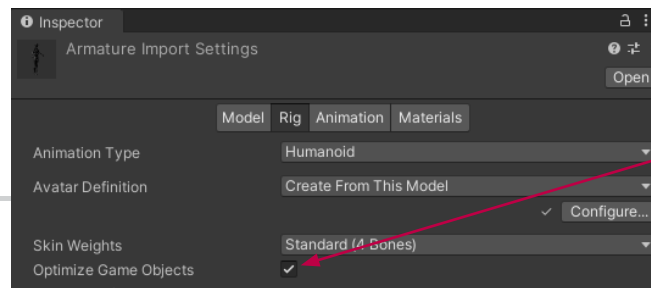 Inspector
Armature Import Settings
Open
Model Rig Animation Materials
Animation Type Humanoid
Avatar Definition Create From This Model
Configure...
Skin Weights Standard (4 Bones)
Optimize Game Objects